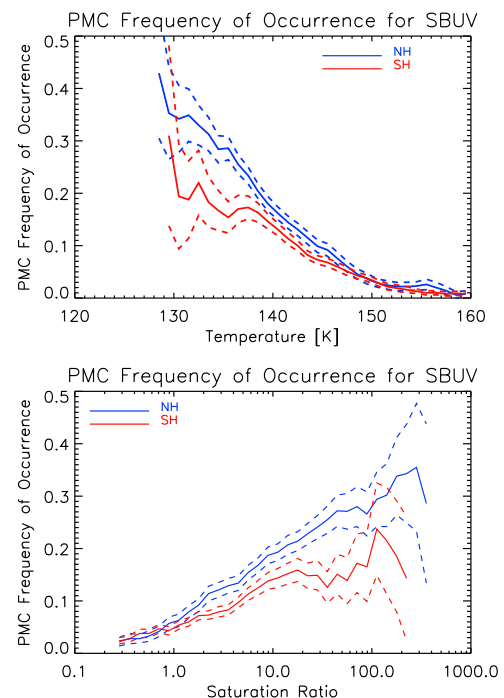 PMC Frequency of Occurrence for SBUV
PMC Frequency of Occurrence
0.5
0.4
0.3
0.2
0.1
0.0
NH
SH
120 130 140 150 160
Temperature [K]
PMC Frequency of Occurrence for SBUV
PMC Frequency of Occurrence
0.5
0.4
0.3
0.2
0.1
0.0
NH
SH
0.1 1.0 10.0 100.0 1000.0
Saturation Ratio